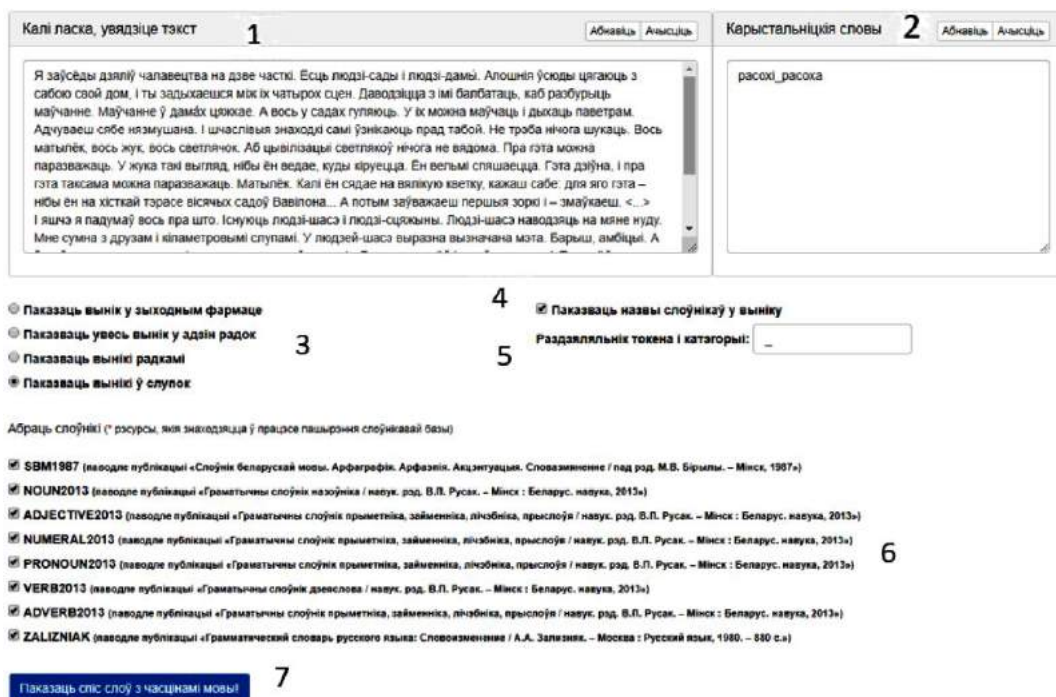 Калі ласка, увядзіце тэкст 1 Абнавіць Ачысціць
Карыстальніцкія словы 2 Абнавіць Ачысціць
Я заўсёды дзяліў чалавецтва на дзве часткі. Есць людзі-сады і людзі-дамы. Апошнія ўсюды цягаюць з
сабою свой дом, і ты задыхаешся між іх чатырох сцен. Даводзіцца з імі балбатаць, каб разбурыць
маўчанне. Маўчанне ў дама́х цяжкае. А вось у садах гуляюць. У іх можна маўчаць і дыхаць паветрам.
Адчуваеш сябе нязмушана. І шчаслівыя знаходкі самі ўзнікаюць прад табой. Не трэба нічога шукаць. Вось
матылёк, вось жук, вось светлячок. Аб цывілізацыі светлякоў нічога не вядома. Пра гэта можна
паразважаць. У жука такі выгляд, нібы ён ведае, куды кіруецца. Ён вельмі спяшаецца. Гэта дзіўна, і пра
гэта таксама можна паразважаць. Матылёк. Калі ён сядае на вялікую кветку, кажаш сабе: для яго гэта –
нібы ён на хісткай тэрасе вісячых садоў Вавілона... А потым заўважаеш першыя зоркі і – змаўкаеш. <...>
І яшчэ я падумаў вось пра што. Існуюць людзі-шасэ і людзі-сцяжыны. Людзі-шасэ наводзяць на мяне нуду.
Мне сумна з друзам і кіламетровымі слупамі. У людзей-шасэ выразна вызначана мэта. Барыш, амбіцыі. А
расохі_расоха
Паказаць вынік у зыходным фармаце
Паказваць увесь вынік у адзін радок
Паказваць вынікі радкамі
Паказваць вынікі ў слупок
3
4 Паказваць назвы слоўнікаў у выніку
5 Раздзяляльнік токена і катэгорыі: _
Абраць слоўнікі (* рэсурсы, якія знаходзяцца ў працэсе пашырэння слоўнікавай базы)
SBM1987 (паводле публікацыі «Слоўнік беларускай мовы. Арфаграфія. Арфаэпія. Акцэнтуацыя. Словазмяненне / пад рэд. М.В. Бірылы. – Мінск, 1987»)
NOUN2013 (паводле публікацыі «Граматычны слоўнік назоўніка / навук. рэд. В.П. Русак. – Мінск : Беларус. навука, 2013»)
ADJECTIVE2013 (паводле публікацыі «Граматычны слоўнік прыметніка, займенніка, лічэбніка, прыслоўя / навук. рэд. В.П. Русак. – Мінск : Беларус. навука, 2013»)
NUMERAL2013 (паводле публікацыі «Граматычны слоўнік прыметніка, займенніка, лічэбніка, прыслоўя / навук. рэд. В.П. Русак. – Мінск : Беларус. навука, 2013»)
PRONOUN2013 (паводле публікацыі «Граматычны слоўнік прыметніка, займенніка, лічэбніка, прыслоўя / навук. рэд. В.П. Русак. – Мінск : Беларус. навука, 2013»)
VERB2013 (паводле публікацыі «Граматычны слоўнік дзеяслова / навук. рэд. В.П. Русак. – Мінск : Беларус. навука, 2013»)
ADVERB2013 (паводле публікацыі «Граматычны слоўнік прыметніка, займенніка, лічэбніка, прыслоўя / навук. рэд. В.П. Русак. – Мінск : Беларус. навука, 2013»)
ZALIZNIAK (паводле публікацыі «Грамматический словарь русского языка: Словоизменение / А.А. Зализняк. – Москва : Русский язык, 1980. – 880 с.»)
6
Паказаць спіс слоў з часцінамі мовы! 7